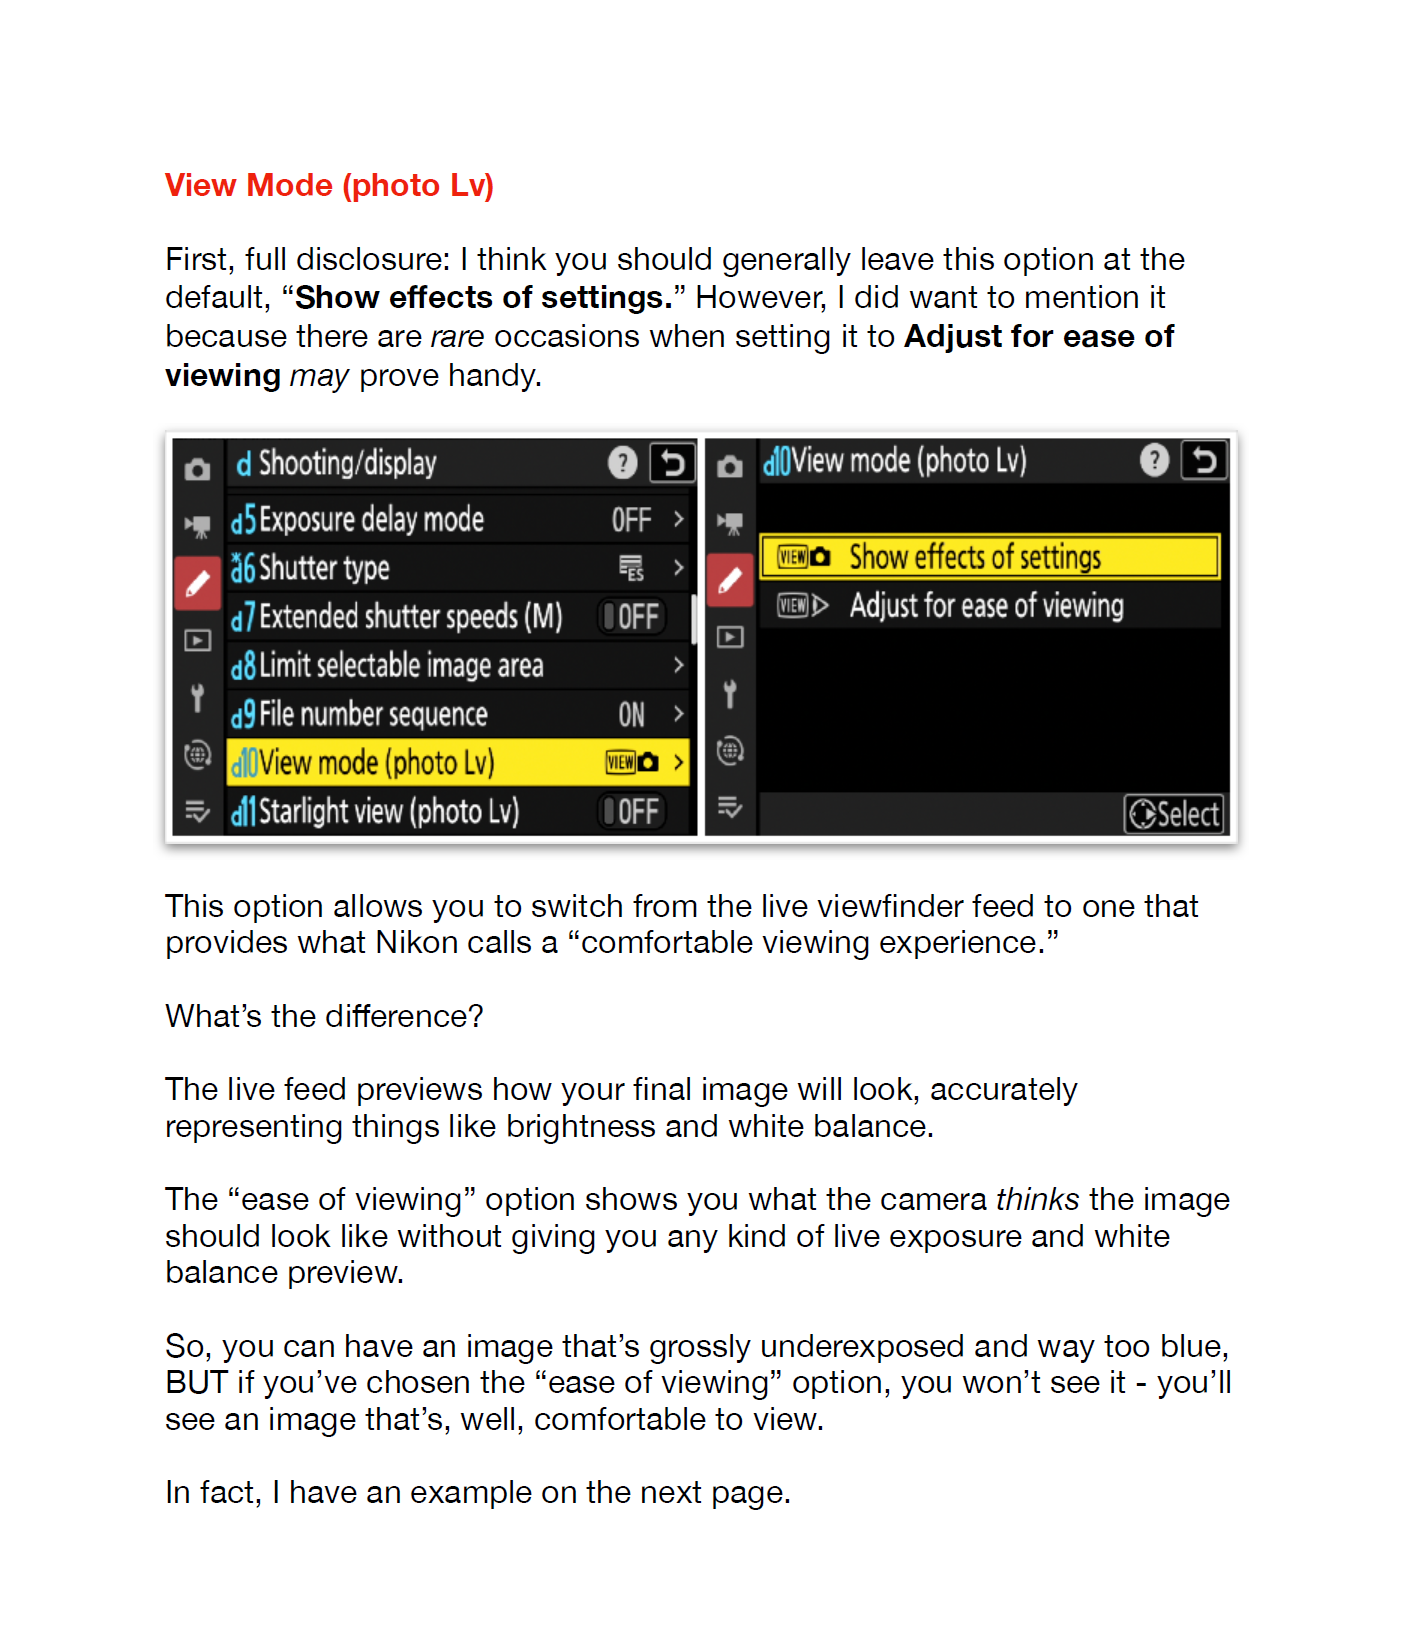 View Mode (photo Lv)
First, full disclosure: I think you should generally leave this option at the
default, “Show effects of settings.” However, I did want to mention it
because there are rare occasions when setting it to Adjust for ease of
viewing may prove handy.
d Shooting/display ?
d5 Exposure delay mode OFF >
*d6 Shutter type ES >
d7 Extended shutter speeds (M) OFF
d8 Limit selectable image area >
d9 File number sequence ON >
d10 View mode (photo Lv) VIEW >
d11 Starlight view (photo Lv) OFF
d10 View mode (photo Lv) ?
VIEW Show effects of settings
VIEW Adjust for ease of viewing
Select
This option allows you to switch from the live viewfinder feed to one that
provides what Nikon calls a “comfortable viewing experience.”
What’s the difference?
The live feed previews how your final image will look, accurately
representing things like brightness and white balance.
The “ease of viewing” option shows you what the camera thinks the image
should look like without giving you any kind of live exposure and white
balance preview.
So, you can have an image that’s grossly underexposed and way too blue,
BUT if you’ve chosen the “ease of viewing” option, you won’t see it - you’ll
see an image that’s, well, comfortable to view.
In fact, I have an example on the next page.